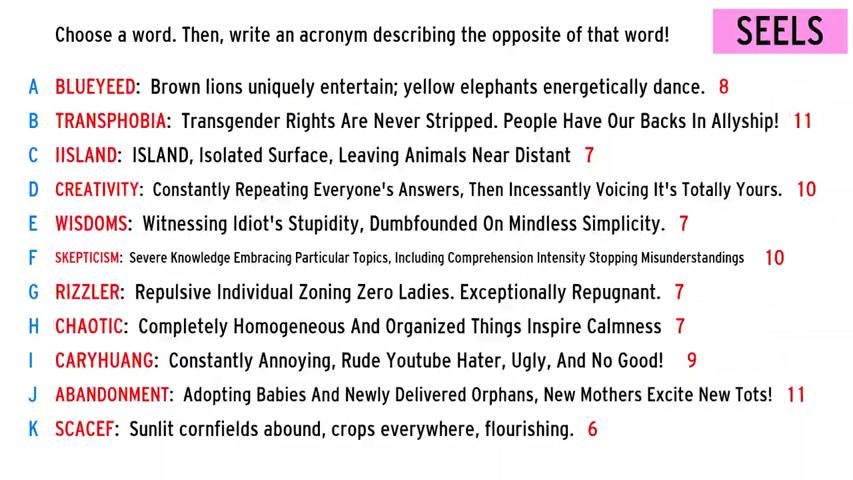 Choose a word. Then, write an acronym describing the opposite of that word!
SEELS
A BLUEYEED: Brown lions uniquely entertain; yellow elephants energetically dance. 8
B TRANSPHOBIA: Transgender Rights Are Never Stripped. People Have Our Backs In Allyship! 11
C IISLAND: ISLAND, Isolated Surface, Leaving Animals Near Distant 7
D CREATIVITY: Constantly Repeating Everyone's Answers, Then Incessantly Voicing It's Totally Yours. 10
E WISDOMS: Witnessing Idiot's Stupidity, Dumbfounded On Mindless Simplicity. 7
F SKEPTICISM: Severe Knowledge Embracing Particular Topics, Including Comprehension Intensity Stopping Misunderstandings 10
G RIZZLER: Repulsive Individual Zoning Zero Ladies. Exceptionally Repugnant. 7
H CHAOTIC: Completely Homogeneous And Organized Things Inspire Calmness 7
I CARYHUANG: Constantly Annoying, Rude Youtube Hater, Ugly, And No Good! 9
J ABANDONMENT: Adopting Babies And Newly Delivered Orphans, New Mothers Excite New Tots! 11
K SCACEF: Sunlit cornfields abound, crops everywhere, flourishing. 6